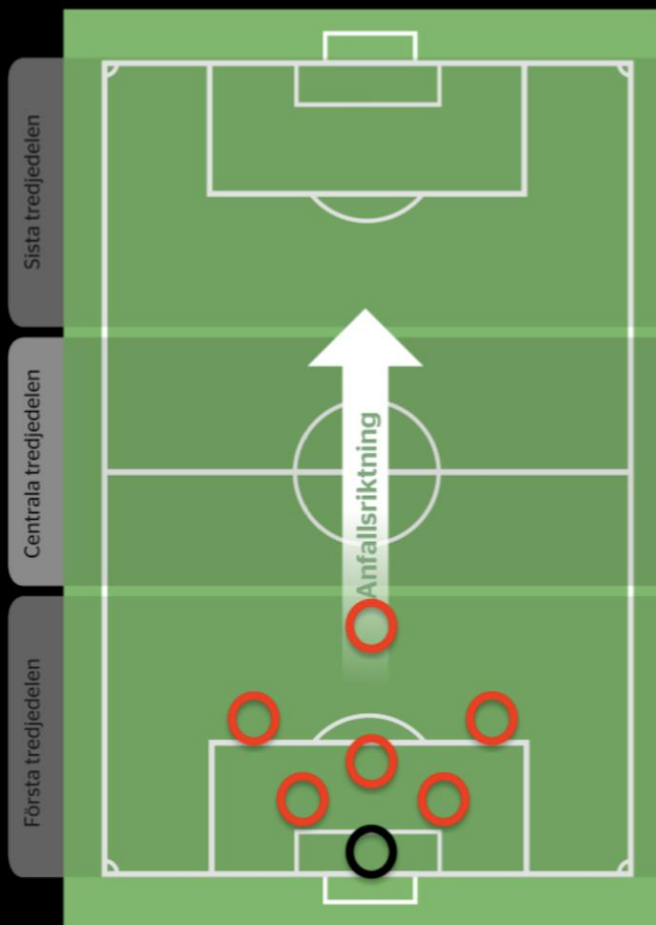 Sista tredjedelen
Centrala tredjedelen
Anfallsriktning
Första tredjedelen